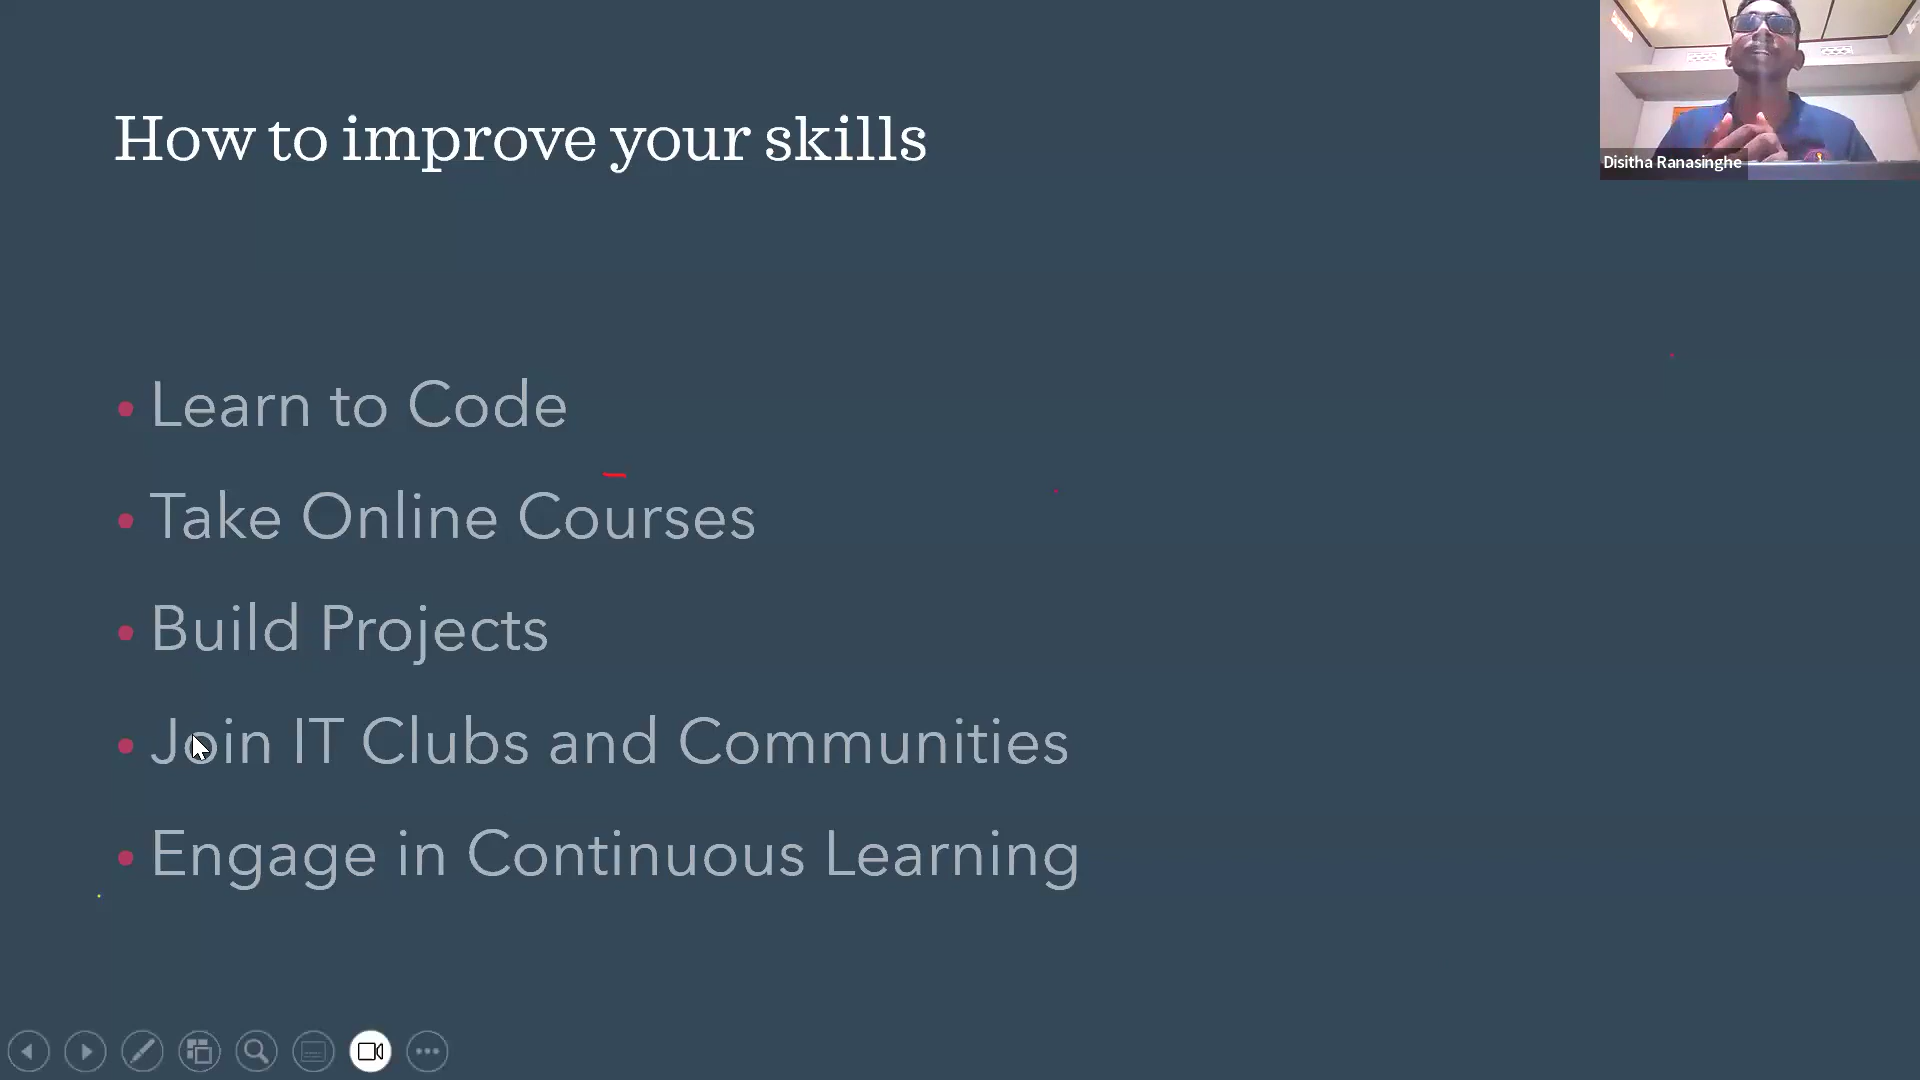 How to improve your skills
Disitha Ranasinghe
• Learn to Code
• Take Online Courses
• Build Projects
• Join IT Clubs and Communities
• Engage in Continuous Learning